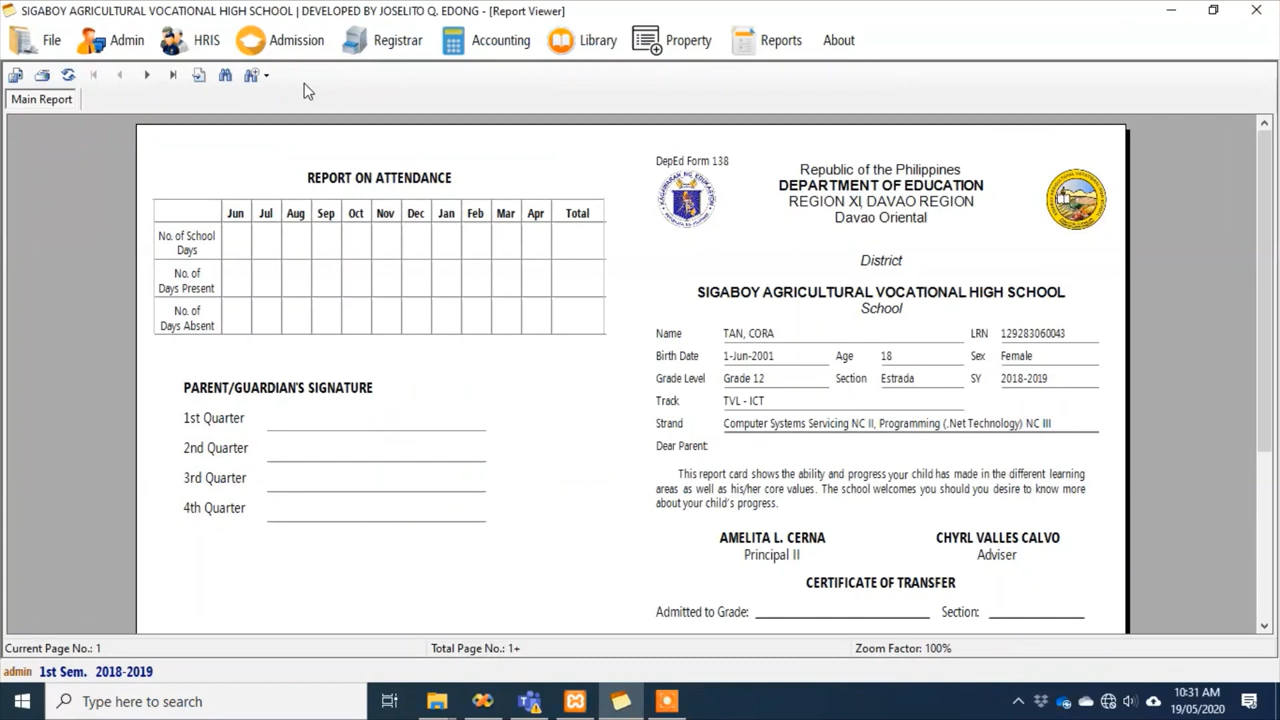 SIGABOY AGRICULTURAL VOCATIONAL HIGH SCHOOL | DEVELOPED BY JOSELITO Q. EDONG - [Report Viewer]
File Admin HRIS Admission Registrar Accounting Library Property Reports About
Main Report
REPORT ON ATTENDANCE
Jun Jul Aug Sep Oct Nov Dec Jan Feb Mar Apr Total
No. of School
Days
No. of
Days Present
No. of
Days Absent
PARENT/GUARDIAN'S SIGNATURE
1st Quarter
2nd Quarter
3rd Quarter
4th Quarter
DepEd Form 138
Republic of the Philippines
DEPARTMENT OF EDUCATION
REGION XI, DAVAO REGION
Davao Oriental
District
SIGABOY AGRICULTURAL VOCATIONAL HIGH SCHOOL
School
Name TAN, CORA LRN 129283060043
Birth Date 1-Jun-2001 Age 18 Sex Female
Grade Level Grade 12 Section Estrada SY 2018-2019
Track TVL - ICT
Strand Computer Systems Servicing NC II, Programming (.Net Technology) NC III
Dear Parent:
This report card shows the ability and progress your child has made in the different learning
areas as well as his/her core values. The school welcomes you should you desire to know more
about your child's progress.
AMELITA L. CERNA CHYRL VALLES CALVO
Principal II Adviser
CERTIFICATE OF TRANSFER
Admitted to Grade: Section:
Current Page No.: 1 Total Page No.: 1+ Zoom Factor: 100%
admin 1st Sem. 2018-2019
Type here to search
10:31 AM
19/05/2020